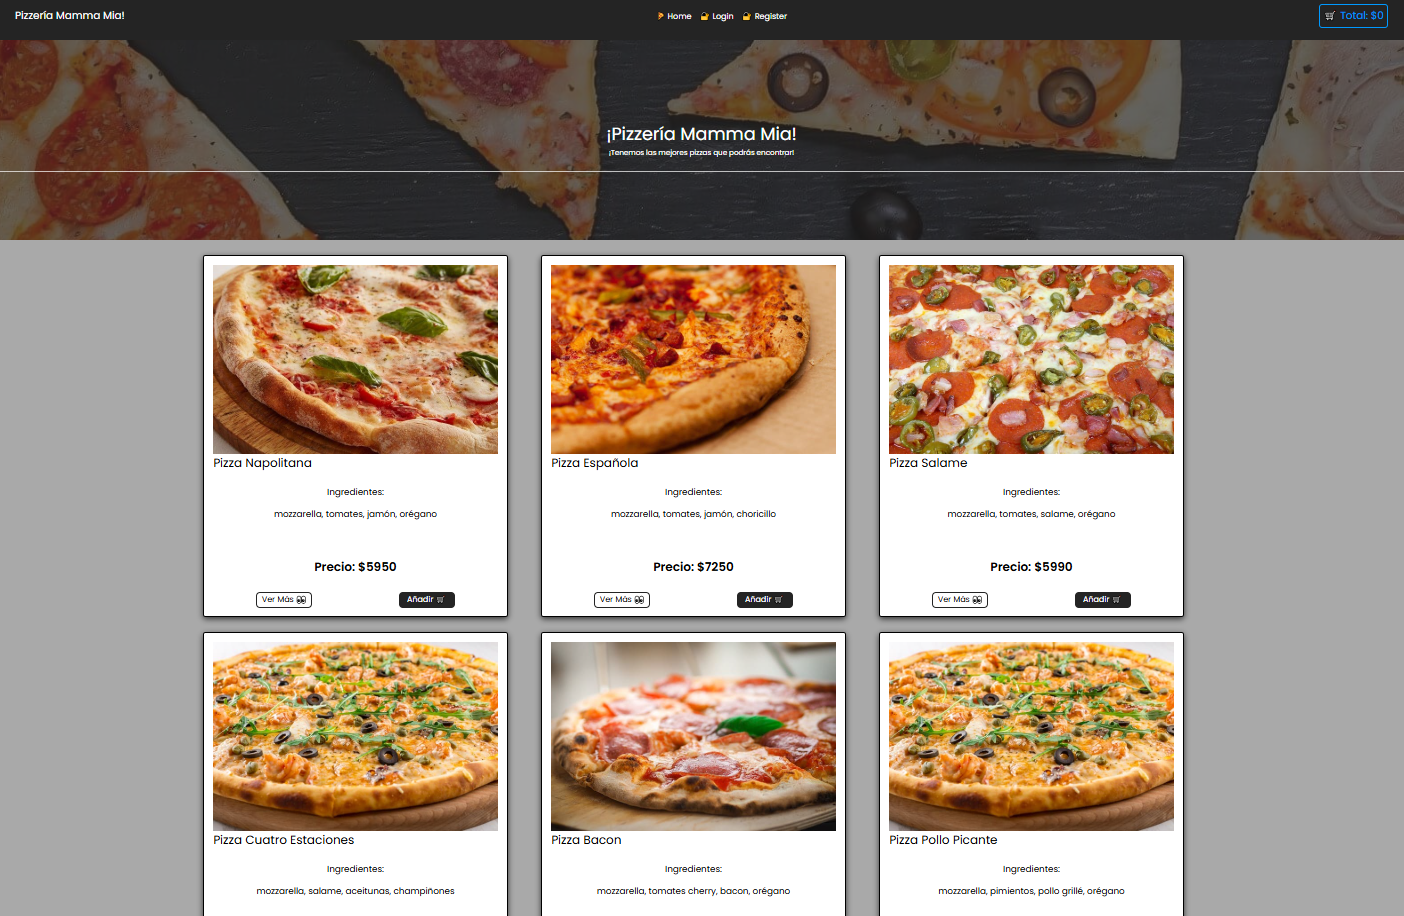 Pizzería Mamma Mia!
Home Login Register
Total: $0
¡Pizzería Mamma Mia!
¡Tenemos las mejores pizzas que podrás encontrar!
Pizza Napolitana
Ingredientes:
mozzarella, tomates, jamón, orégano
Precio: $5950
Ver Más Añadir
Pizza Española
Ingredientes:
mozzarella, tomates, jamón, choricillo
Precio: $7250
Ver Más Añadir
Pizza Salame
Ingredientes:
mozzarella, tomates, salame, orégano
Precio: $5990
Ver Más Añadir
Pizza Cuatro Estaciones
Ingredientes:
mozzarella, salame, aceitunas, champiñones
Pizza Bacon
Ingredientes:
mozzarella, tomates cherry, bacon, orégano
Pizza Pollo Picante
Ingredientes:
mozzarella, pimientos, pollo grillé, orégano